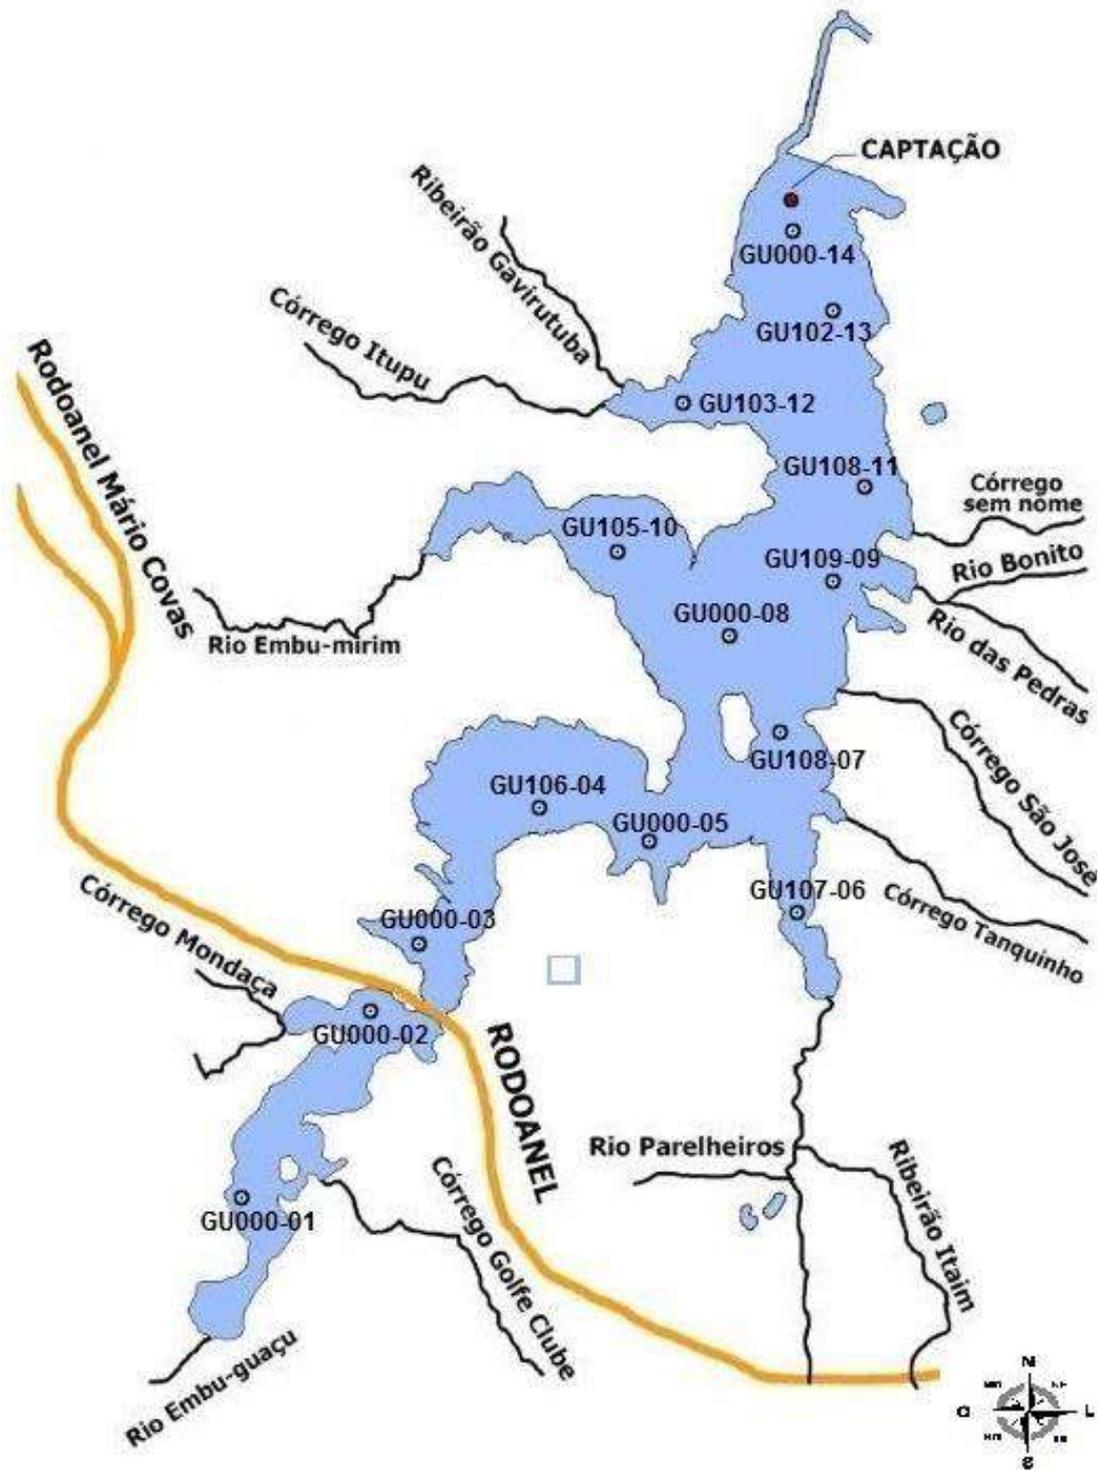 CAPTAÇÃO
Ribeirão Gavirutuba
GU000-14
Córrego Itupu
GU102-13
Rodoanel Mário Covas
GU103-12
GU108-11
Córrego
sem nome
GU105-10
GU109-09
Rio Bonito
GU000-08
Rio Embu-mirim
Rio das Pedras
GU108-07
Córrego São José
GU106-04
GU000-05
GU107-06
Córrego Tanquinho
Córrego Mondaça
GU000-03
GU000-02
RODOANEL
Rio Parelheiros
Ribeirão Itaim
GU000-01
Córrego Golfe Clube
Rio Embu-guaçu
N
O
L
S